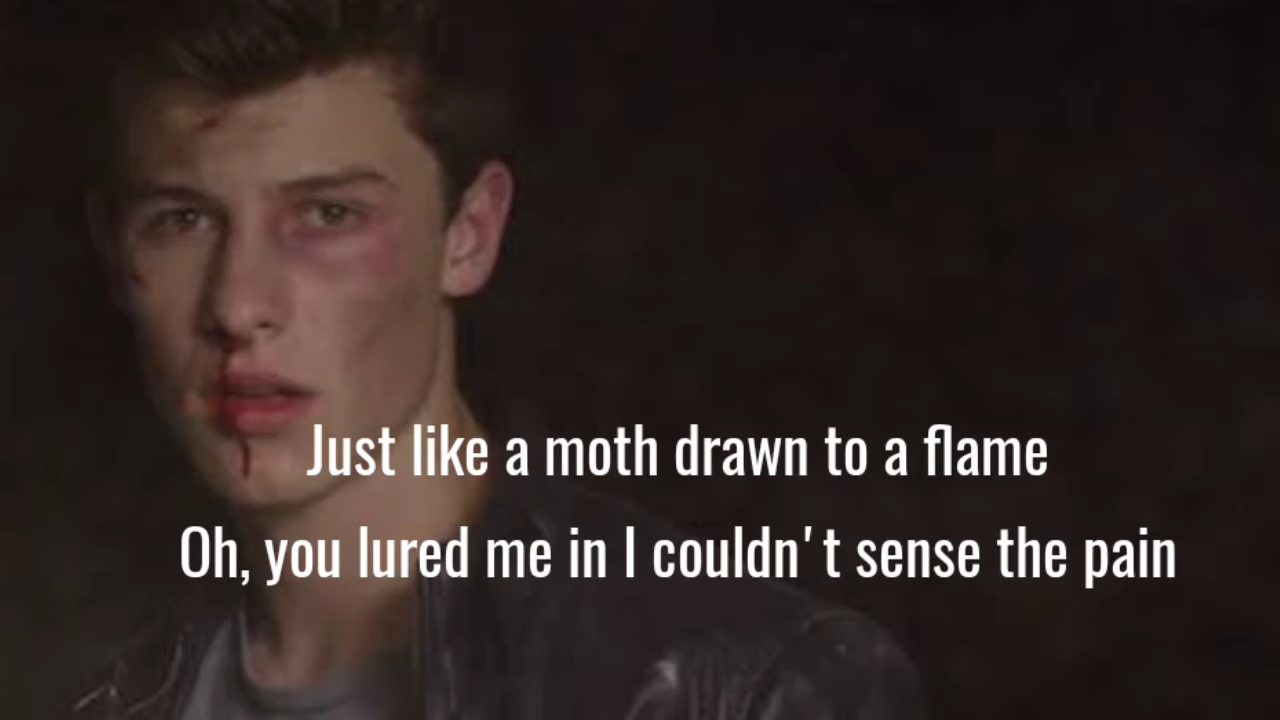 Just like a moth drawn to a flame
Oh, you lured me in I couldn't sense the pain